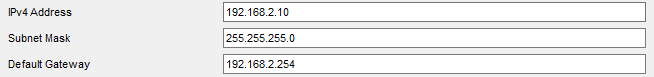 IPv4 Address 192.168.2.10
Subnet Mask 255.255.255.0
Default Gateway 192.168.2.254